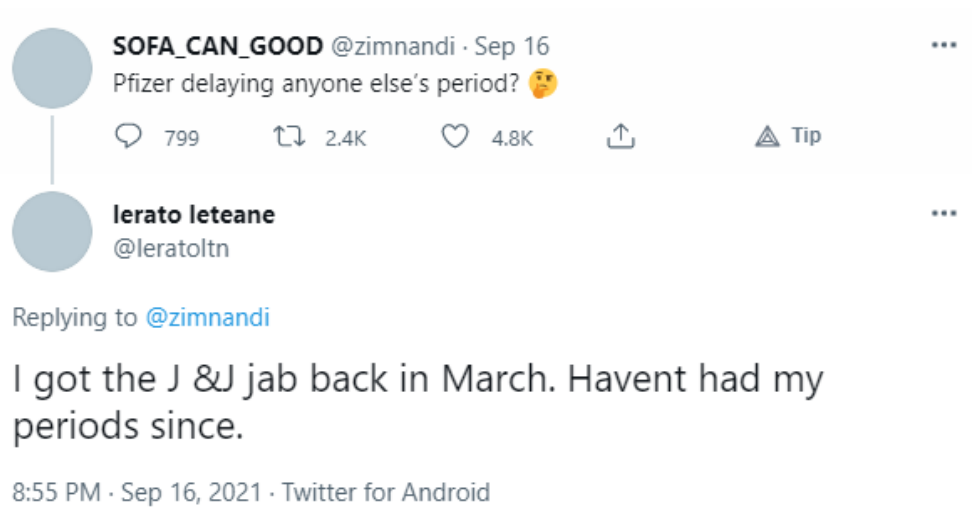 SOFA_CAN_GOOD @zimnandi · Sep 16
Pfizer delaying anyone else's period? 🤔
799 2.4K 4.8K Tip
lerato leteane
@leratoltn
Replying to @zimnandi
I got the J &J jab back in March. Havent had my
periods since.
8:55 PM · Sep 16, 2021 · Twitter for Android